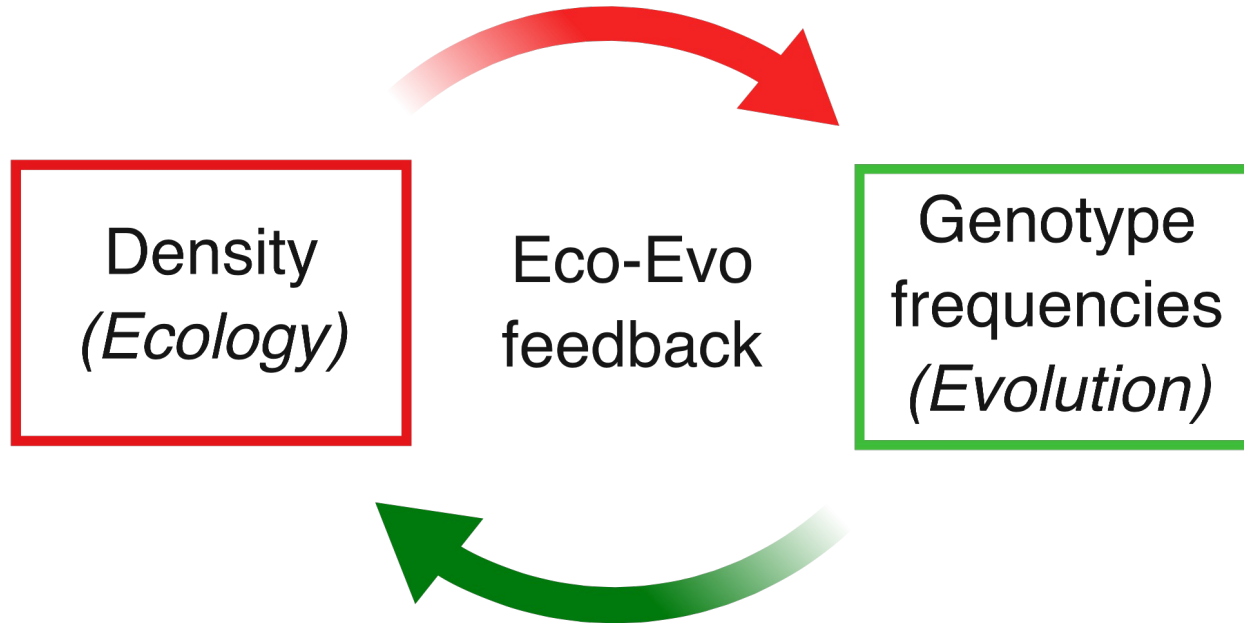 Density
(Ecology)
Eco-Evo
feedback
Genotype
frequencies
(Evolution)